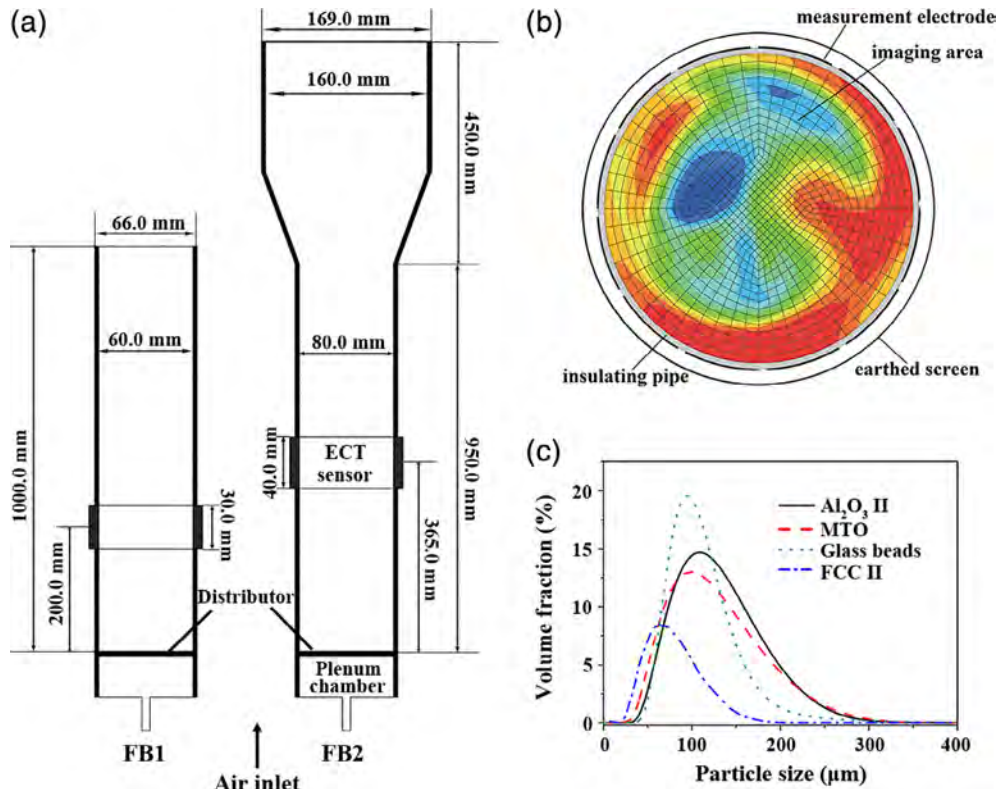 (a)
169.0 mm
160.0 mm
450.0 mm
66.0 mm
60.0 mm
80.0 mm
1000.0 mm
950.0 mm
ECT
sensor
40.0 mm
30.0 mm
365.0 mm
200.0 mm
Distributor
Plenum
chamber
FB1
FB2
Air inlet
(b)
measurement electrode
imaging area
insulating pipe
earthed screen
(c)
Volume fraction (%)
20
15
10
5
0
Al₂O₃ II
MTO
Glass beads
FCC II
0 100 200 300 400
Particle size (μm)